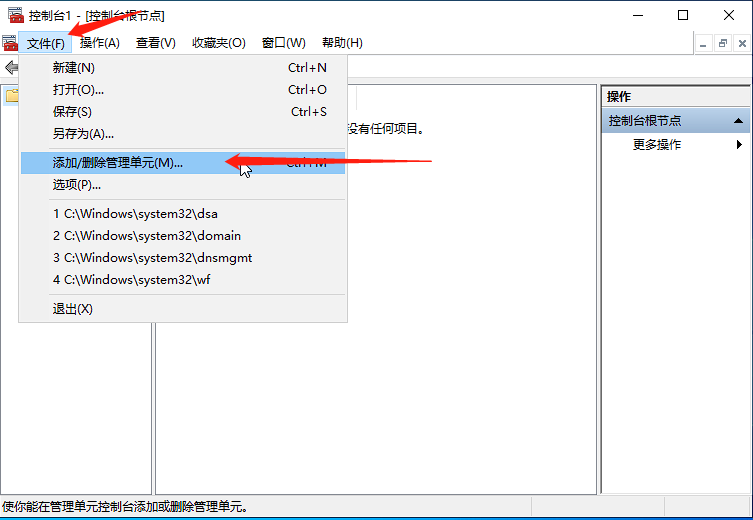 控制台1 - [控制台根节点]
文件(F) 操作(A) 查看(V) 收藏夹(O) 窗口(W) 帮助(H)
新建(N) Ctrl+N
打开(O)... Ctrl+O
保存(S) Ctrl+S
另存为(A)...
添加/删除管理单元(M)... Ctrl+M
选项(P)...
1 C:\Windows\system32\dsa
2 C:\Windows\system32\domain
3 C:\Windows\system32\dnsmgmt
4 C:\Windows\system32\wf
退出(X)
没有任何项目。
操作
控制台根节点
更多操作
使你能在管理单元控制台添加或删除管理单元。